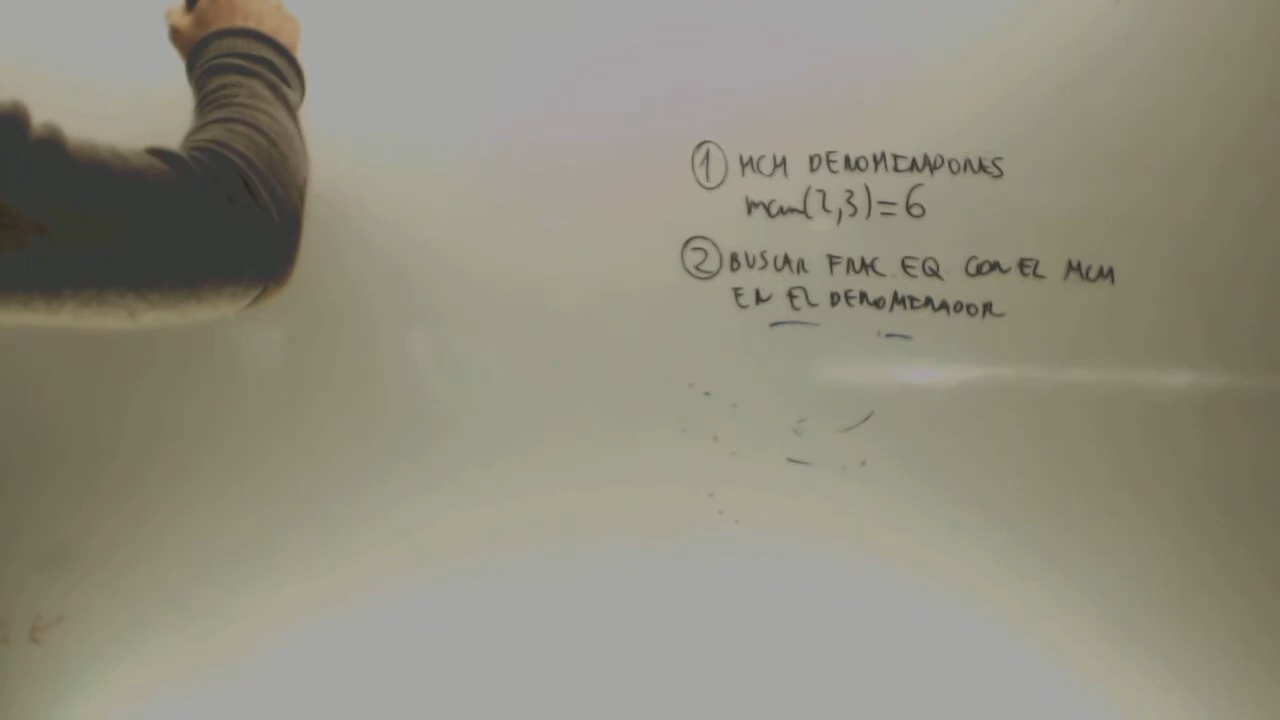 ① MCM DENOMINADORES
mcm(2,3)=6
② BUSCAR FRAC. EQ CON EL MCM
EN EL DENOMINADOR